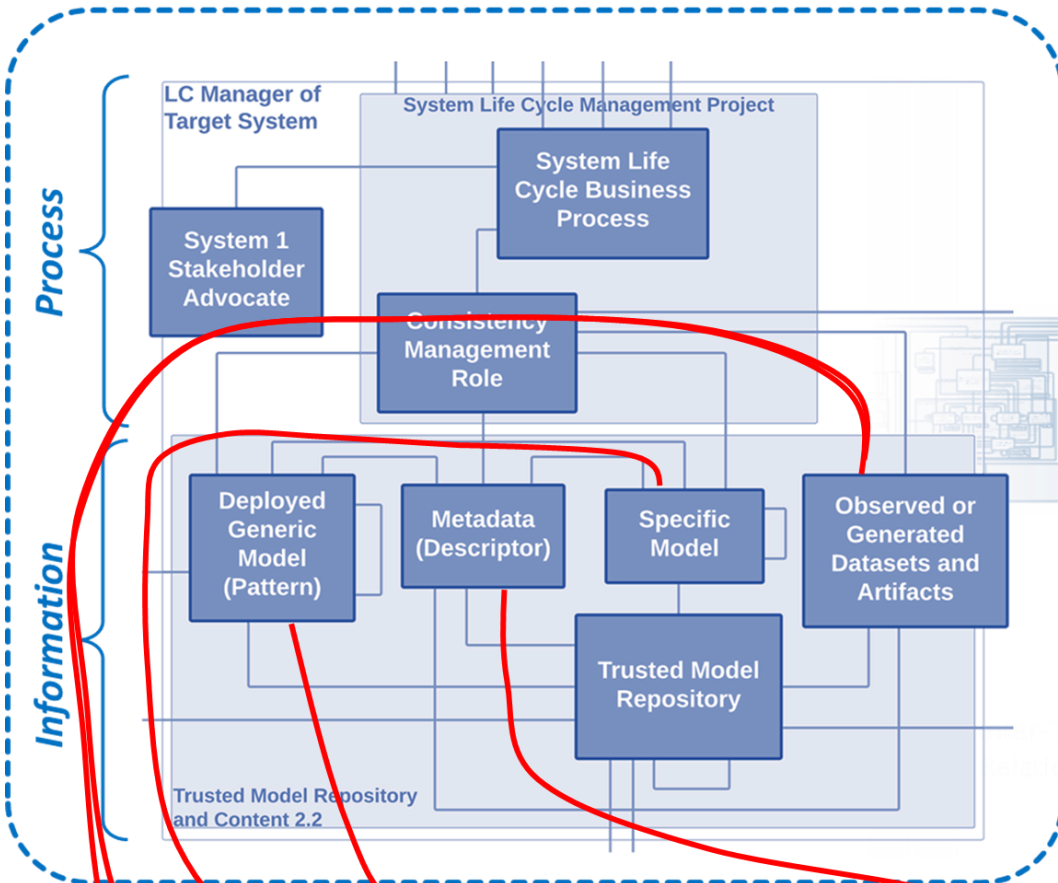 LC Manager of
Target System
System Life Cycle Management Project
System Life
Cycle Business
Process
Process
System 1
Stakeholder
Advocate
Consistency
Management
Role
Information
Deployed
Generic
Model
(Pattern)
Metadata
(Descriptor)
Specific
Model
Observed or
Generated
Datasets and
Artifacts
Trusted Model
Repository
Trusted Model Repository
and Content 2.2